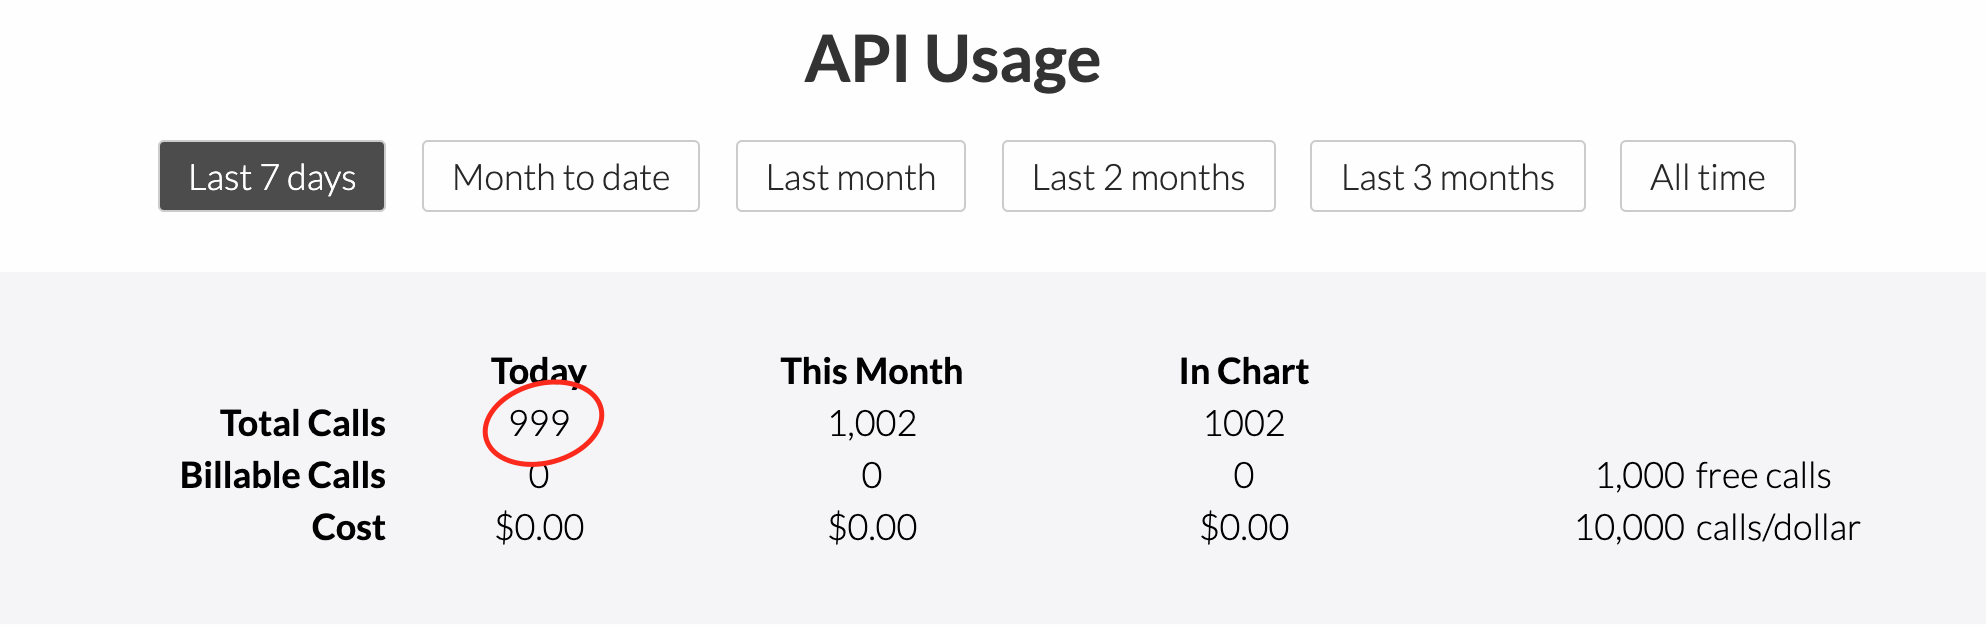 API Usage
Last 7 days Month to date Last month Last 2 months Last 3 months All time
Today This Month In Chart
Total Calls 999 1,002 1002
Billable Calls 0 0 0 1,000 free calls
Cost $0.00 $0.00 $0.00 10,000 calls/dollar